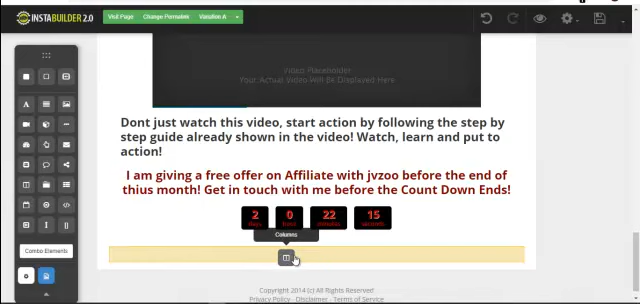 INSTABUILDER 2.0
Visit Page
Change Permalink
Variation A
Video Placeholder
Your Actual Video Will Be Displayed Here
Dont just watch this video, start action by following the step by
step guide already shown in the video! Watch, learn and put to
action!
I am giving a free offer on Affiliate with jvzoo before the end of
thius month! Get in touch with me before the Count Down Ends!
2 0 22 15
Columns
Combo Elements
Copyright 2014 (c) All Rights Reserved!
Privacy Policy - Disclaimer - Terms of Service